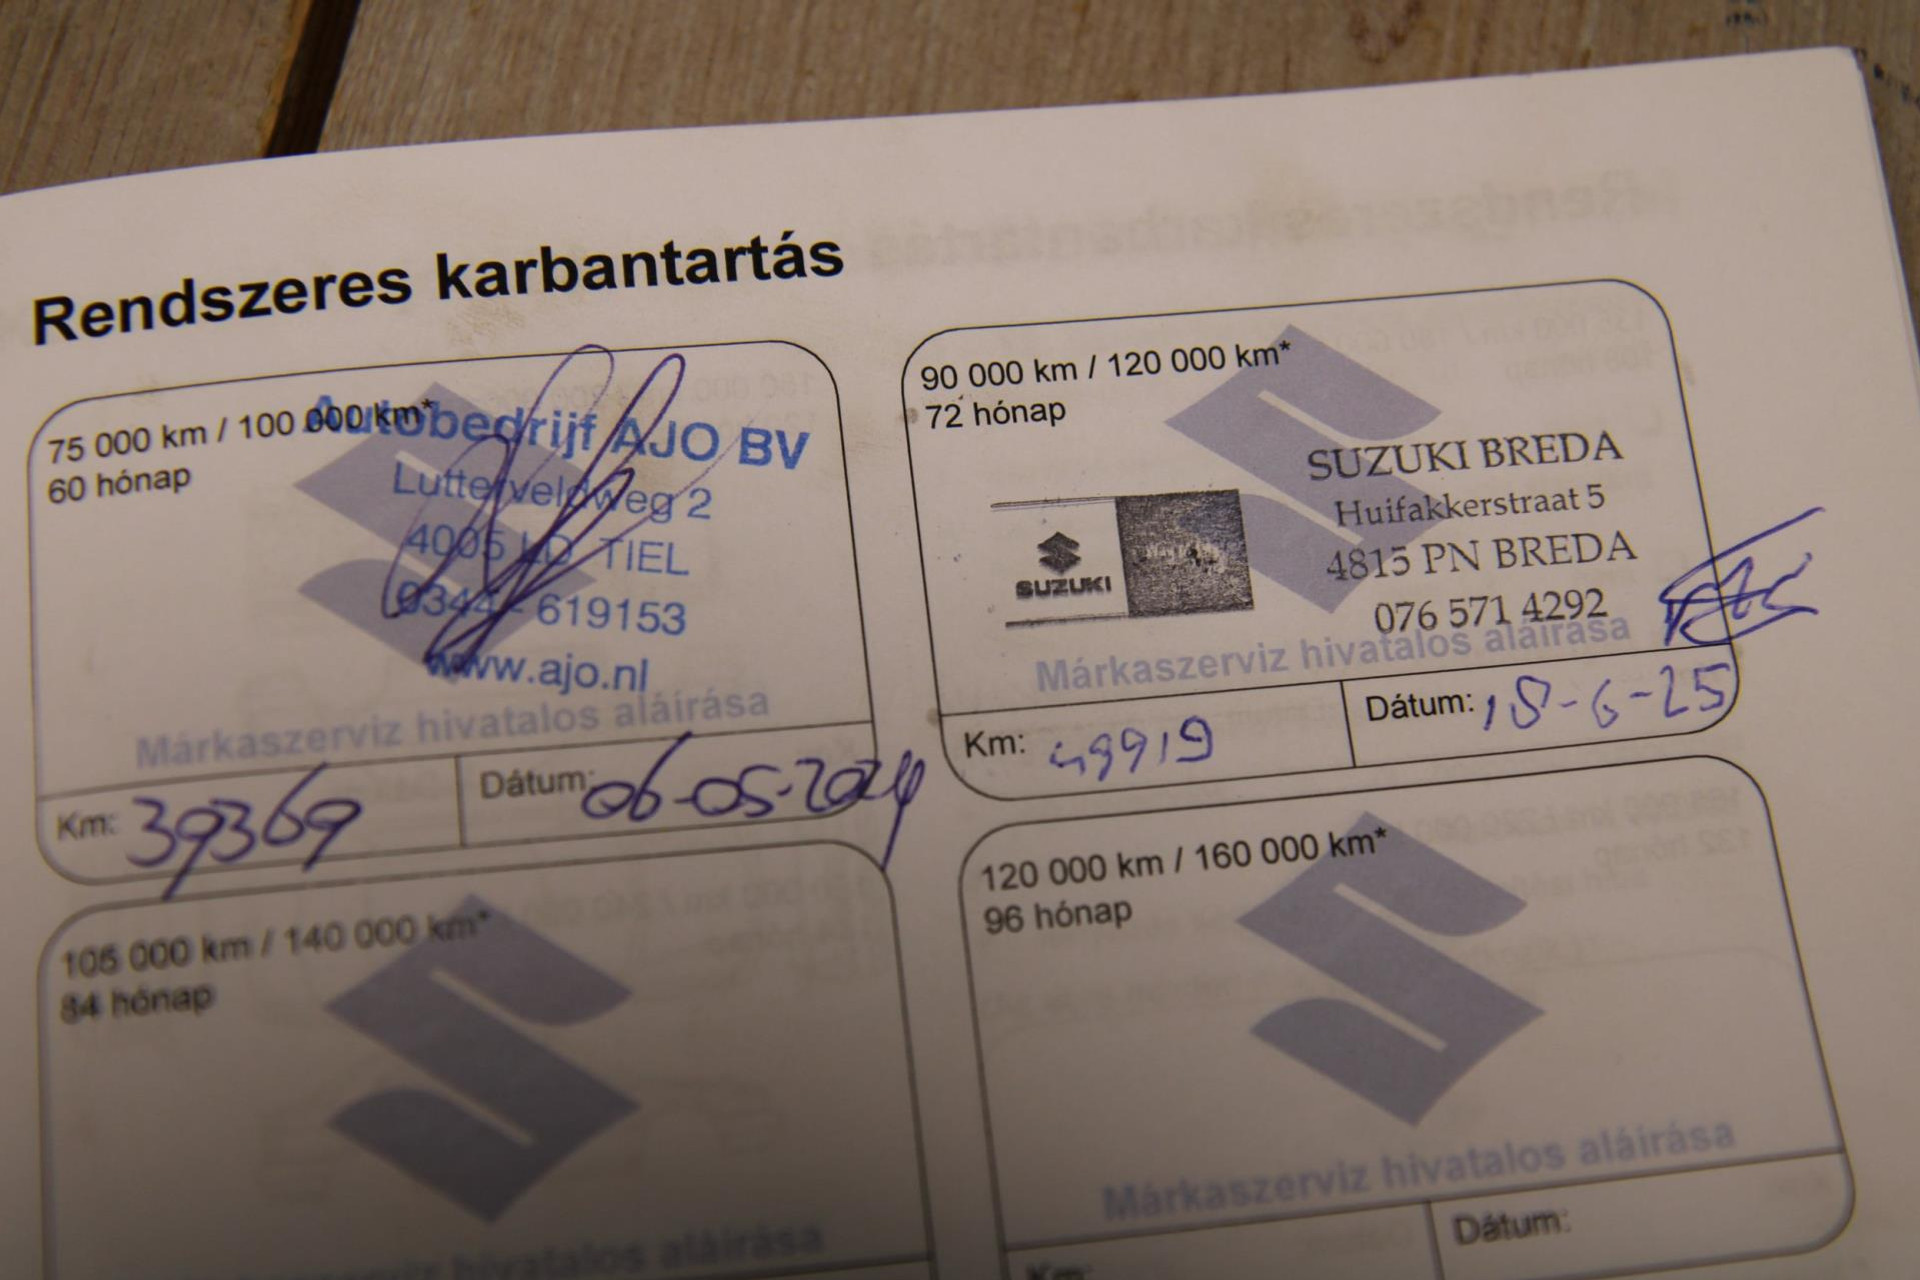 Rendszeres karbantartás
75 000 km / 100 000 km*
60 hónap
Autobedrijf AJO BV
Lutterveldweg 2
4005 LD TIEL
0344 - 619153
www.ajo.nl
Márkaszerviz hivatalos aláírása
Km: 39369
Dátum: 06-05-2024
90 000 km / 120 000 km*
72 hónap
SUZUKI
SUZUKI BREDA
Huifakkerstraat 5
4815 PN BREDA
076 571 4292
Márkaszerviz hivatalos aláírása
Km: 49919
Dátum: 18-6-25
105 000 km / 140 000 km*
84 hónap
Márkaszerviz hivatalos aláírása
120 000 km / 160 000 km*
96 hónap
Márkaszerviz hivatalos aláírása
Km:
Dátum: